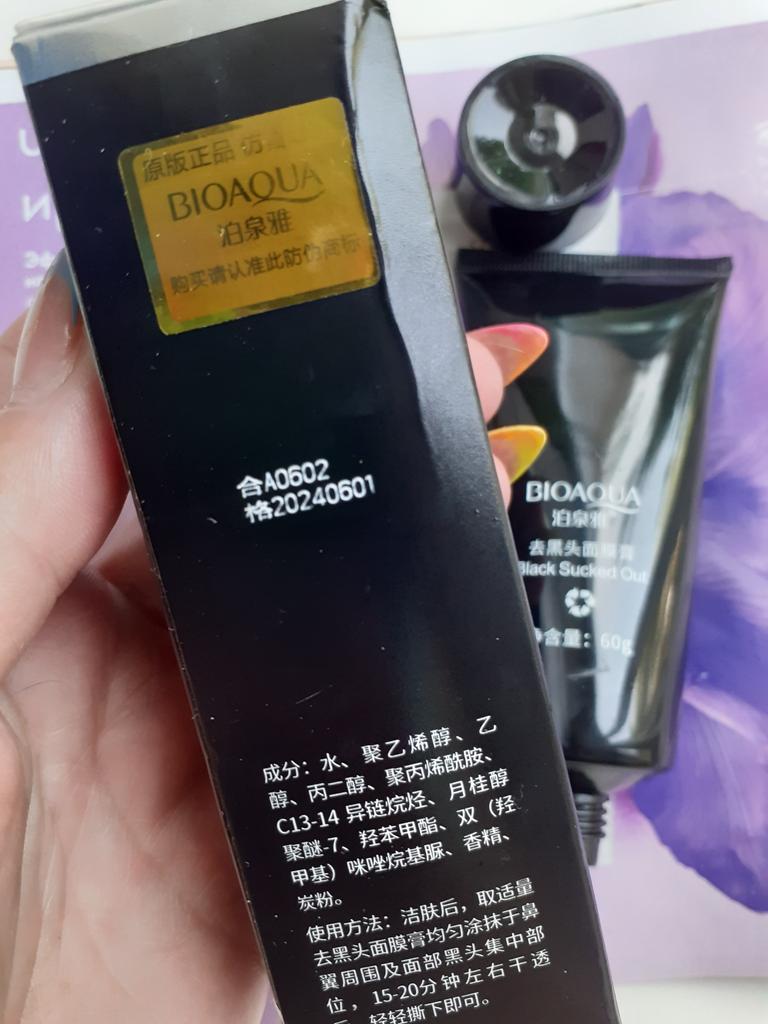 原版正品 防
BIOAQUA
泊泉雅
购买请认准此防伪商标
合A0602
格20240601
成分：水、聚乙烯醇、乙
醇、丙二醇、聚丙烯酰胺、
C13-14 异链烷烃、月桂醇
聚醚-7、羟苯甲酯、双（羟
甲基）咪唑烷基脲、香精、
炭粉。
使用方法：洁肤后，取适量
去黑头面膜膏均匀涂抹于鼻
翼周围及面部黑头集中部
位，15-20分钟左右干透
后，轻轻撕下即可。
BIOAQUA
泊泉雅
去黑头面膜膏
Black Sucked Out
含量：60g